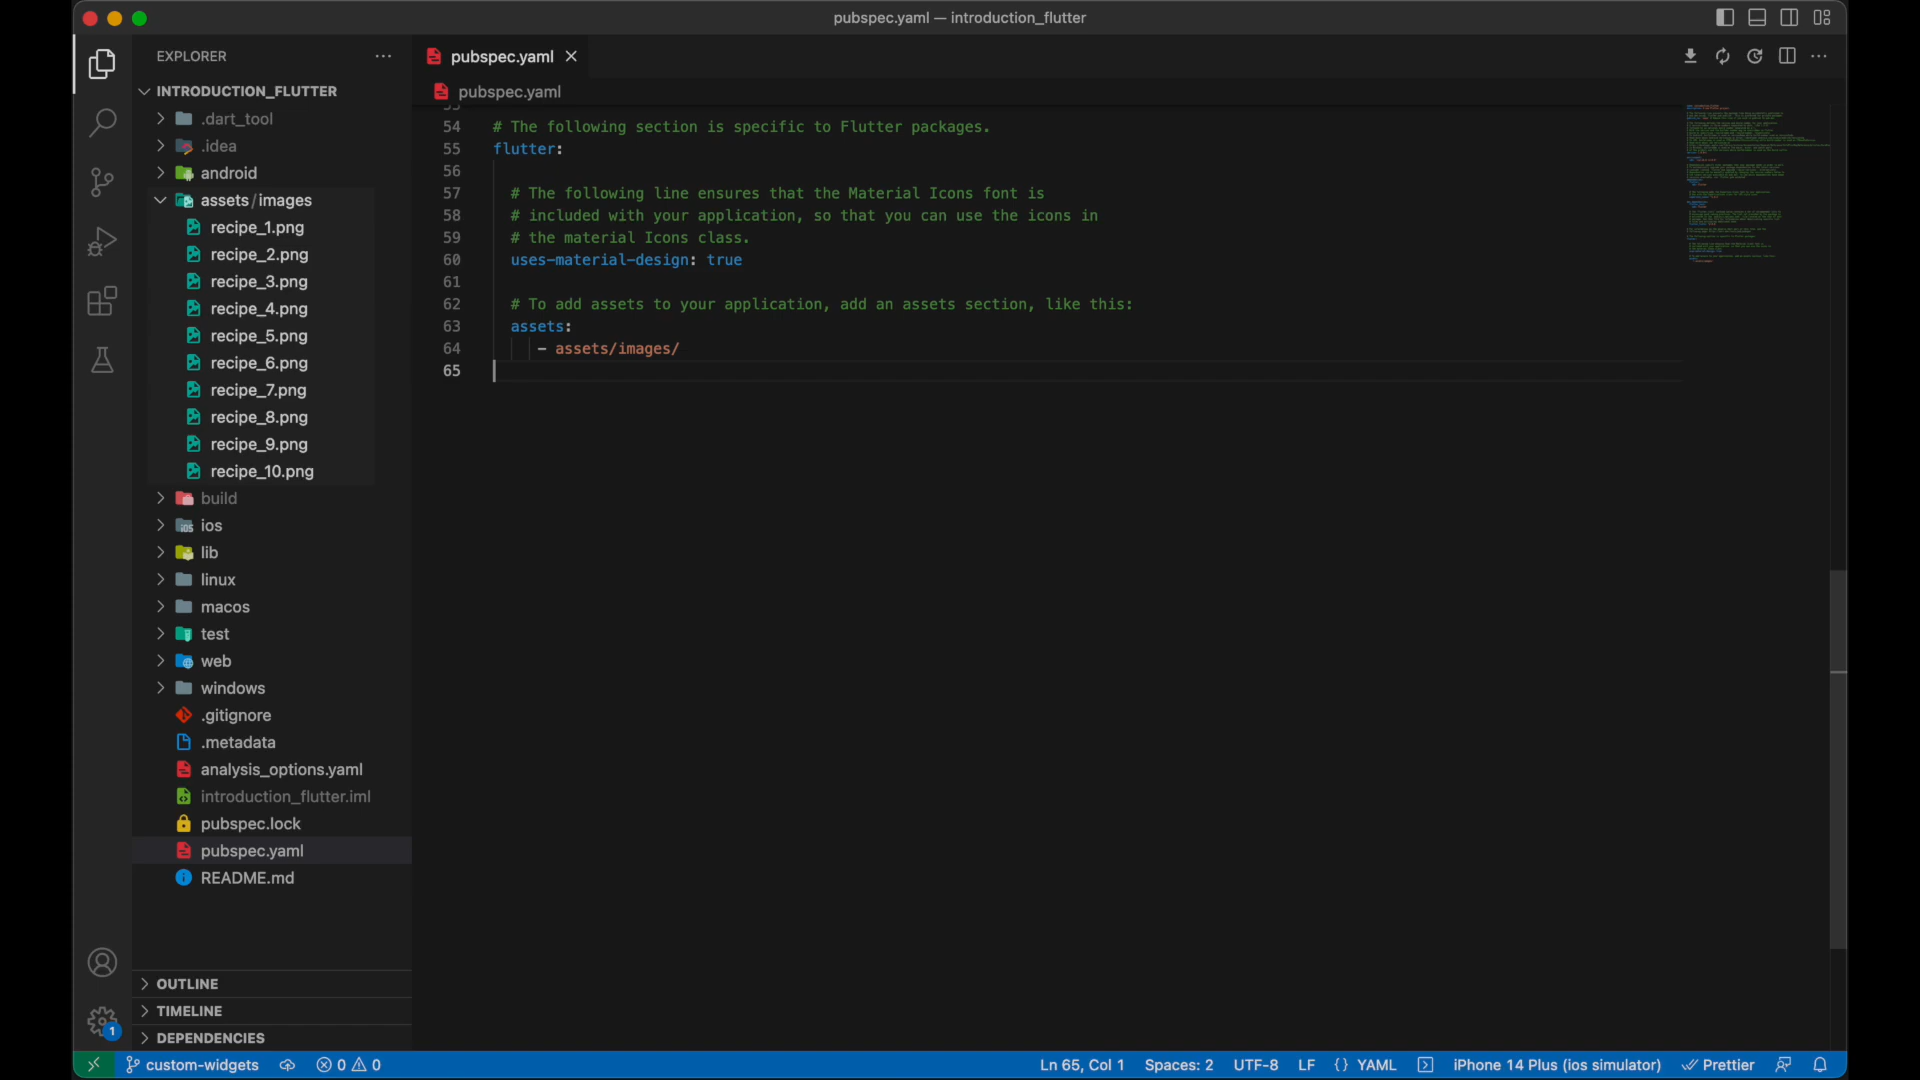 pubspec.yaml — introduction_flutter
EXPLORER
INTRODUCTION_FLUTTER
.dart_tool
.idea
android
assets/images
recipe_1.png
recipe_2.png
recipe_3.png
recipe_4.png
recipe_5.png
recipe_6.png
recipe_7.png
recipe_8.png
recipe_9.png
recipe_10.png
build
ios
lib
linux
macos
test
web
windows
.gitignore
.metadata
analysis_options.yaml
introduction_flutter.iml
pubspec.lock
pubspec.yaml
README.md
OUTLINE
TIMELINE
DEPENDENCIES
1
pubspec.yaml
pubspec.yaml
54 # The following section is specific to Flutter packages.
55 flutter:
56
57 # The following line ensures that the Material Icons font is
58 # included with your application, so that you can use the icons in
59 # the material Icons class.
60 uses-material-design: true
61
62 # To add assets to your application, add an assets section, like this:
63 assets:
64 - assets/images/
65
custom-widgets 0 0 Ln 65, Col 1 Spaces: 2 UTF-8 LF {} YAML iPhone 14 Plus (ios simulator) Prettier